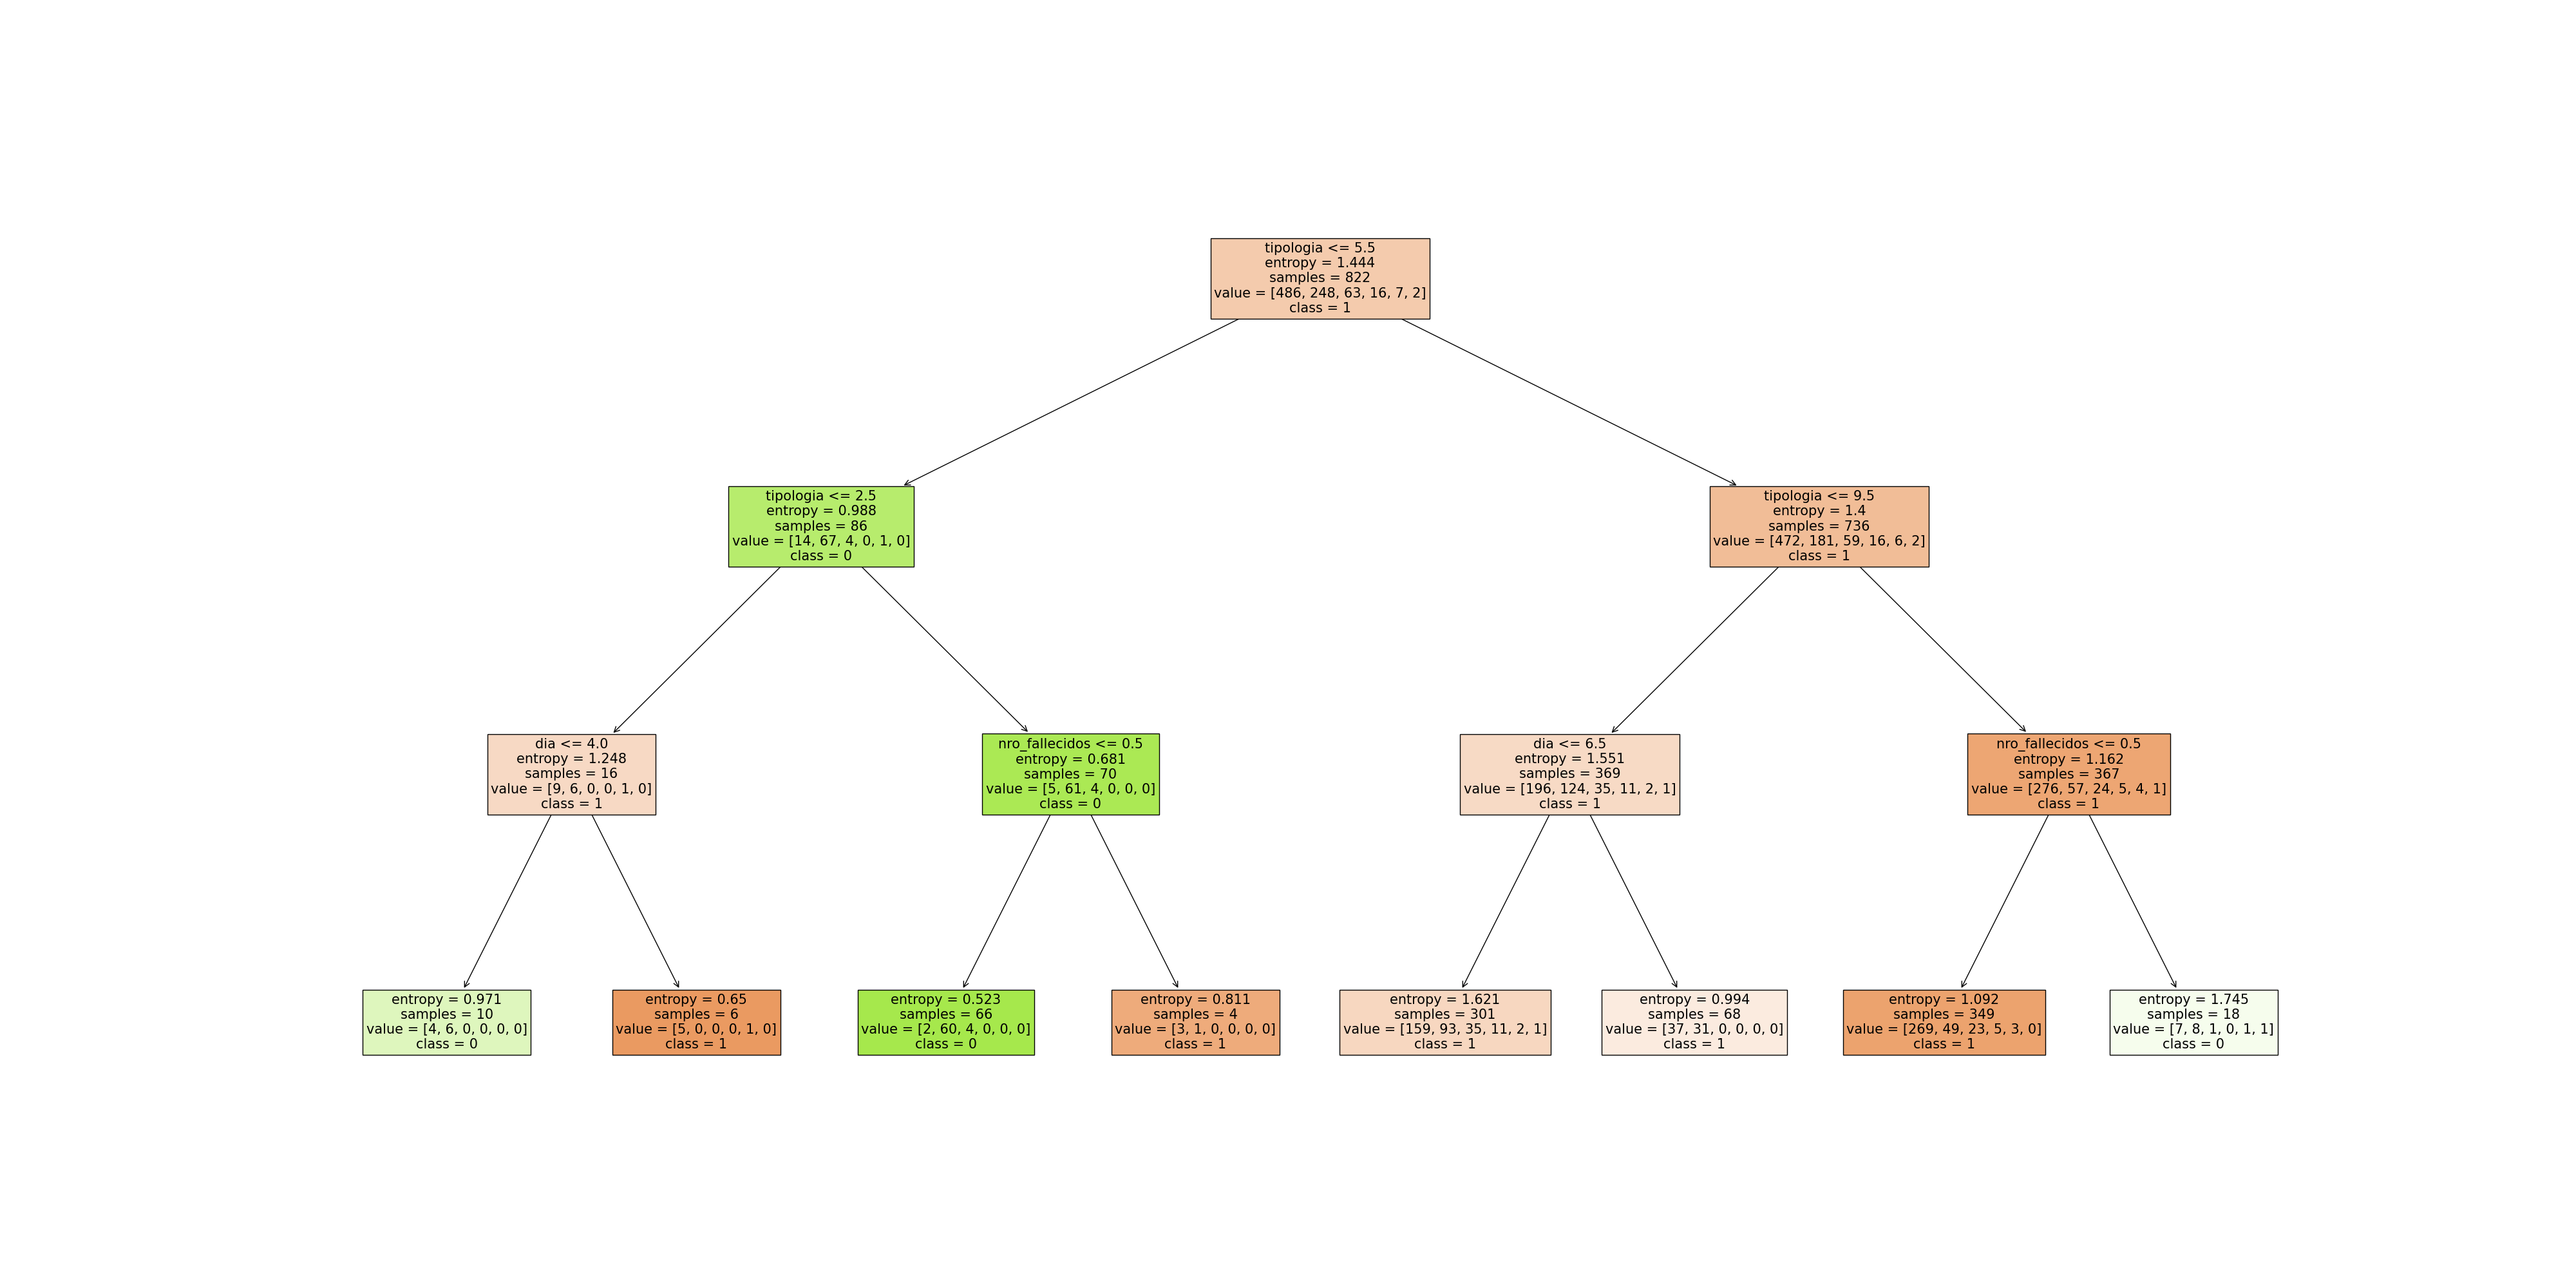 tipologia <= 5.5
entropy = 1.444
samples = 822
value = [486, 248, 63, 16, 7, 2]
class = 1
tipologia <= 2.5
entropy = 0.988
samples = 86
value = [14, 67, 4, 0, 1, 0]
class = 0
tipologia <= 9.5
entropy = 1.4
samples = 736
value = [472, 181, 59, 16, 6, 2]
class = 1
dia <= 4.0
entropy = 1.248
samples = 16
value = [9, 6, 0, 0, 1, 0]
class = 1
nro_fallecidos <= 0.5
entropy = 0.681
samples = 70
value = [5, 61, 4, 0, 0, 0]
class = 0
dia <= 6.5
entropy = 1.551
samples = 369
value = [196, 124, 35, 11, 2, 1]
class = 1
nro_fallecidos <= 0.5
entropy = 1.162
samples = 367
value = [276, 57, 24, 5, 4, 1]
class = 1
entropy = 0.971
samples = 10
value = [4, 6, 0, 0, 0, 0]
class = 0
entropy = 0.65
samples = 6
value = [5, 0, 0, 0, 1, 0]
class = 1
entropy = 0.523
samples = 66
value = [2, 60, 4, 0, 0, 0]
class = 0
entropy = 0.811
samples = 4
value = [3, 1, 0, 0, 0, 0]
class = 1
entropy = 1.621
samples = 301
value = [159, 93, 35, 11, 2, 1]
class = 1
entropy = 0.994
samples = 68
value = [37, 31, 0, 0, 0, 0]
class = 1
entropy = 1.092
samples = 349
value = [269, 49, 23, 5, 3, 0]
class = 1
entropy = 1.745
samples = 18
value = [7, 8, 1, 0, 1, 1]
class = 0